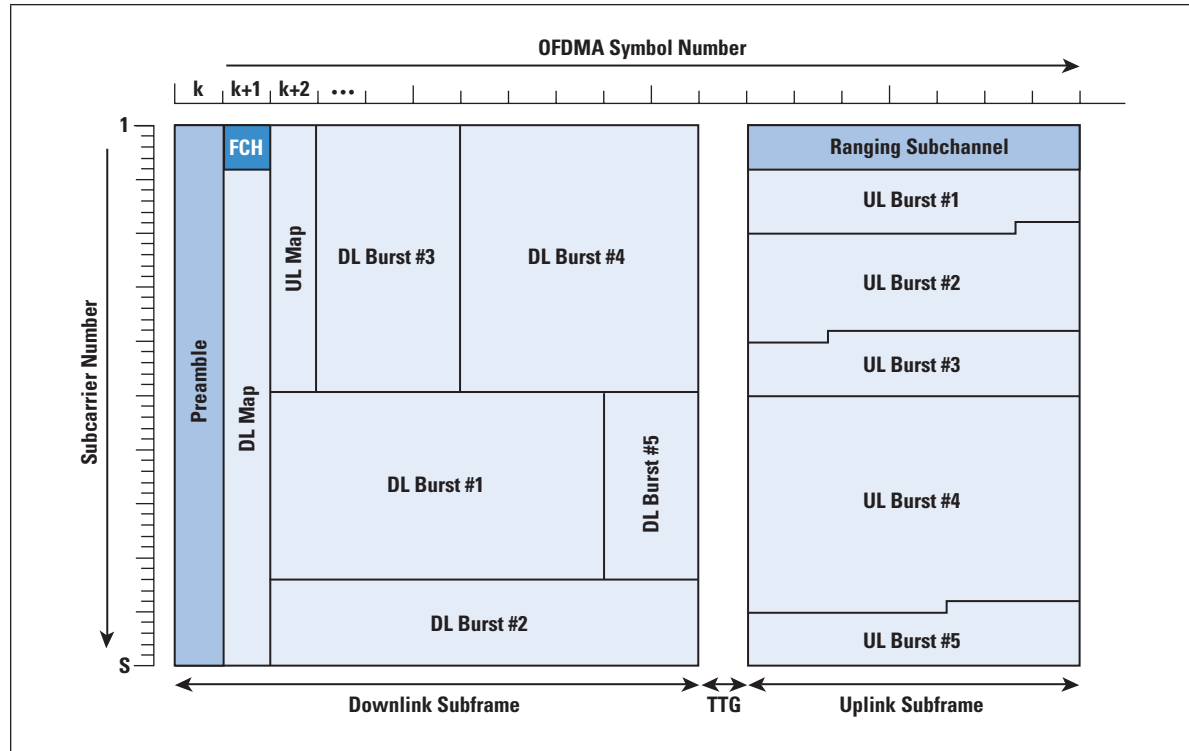 OFDMA Symbol Number
k k+1 k+2 •••
1
FCH
Ranging Subchannel
UL Burst #1
UL Map
DL Burst #3
DL Burst #4
UL Burst #2
Subcarrier Number
Preamble
DL Map
UL Burst #3
DL Burst #1
DL Burst #5
UL Burst #4
DL Burst #2
UL Burst #5
S
Downlink Subframe
TTG
Uplink Subframe